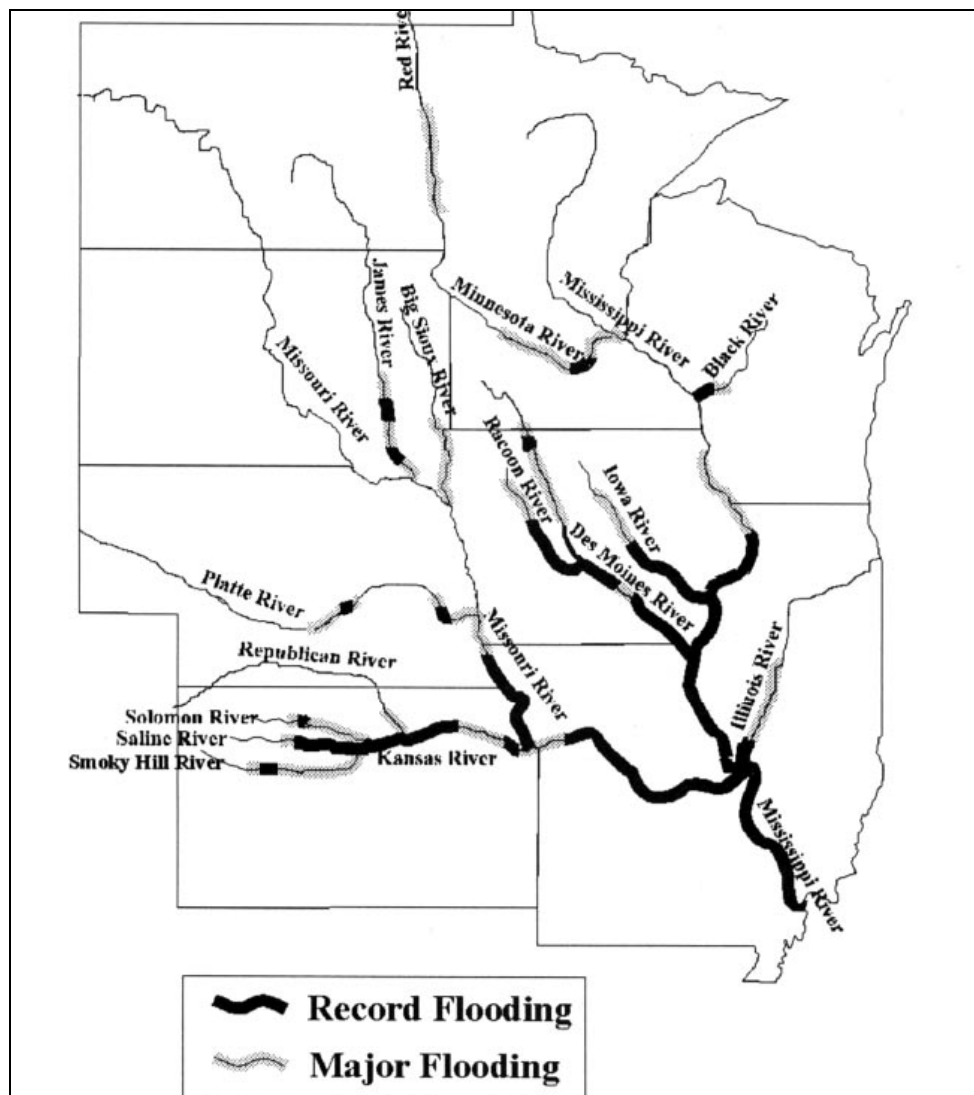 Red River
James River
Big Sioux River
Minnesota River
Mississippi River
Black River
Missouri River
Racoon River
Iowa River
Des Moines River
Platte River
Missouri River
Republican River
Illinois River
Solomon River
Saline River
Kansas River
Smoky Hill River
Mississippi River
Record Flooding
Major Flooding